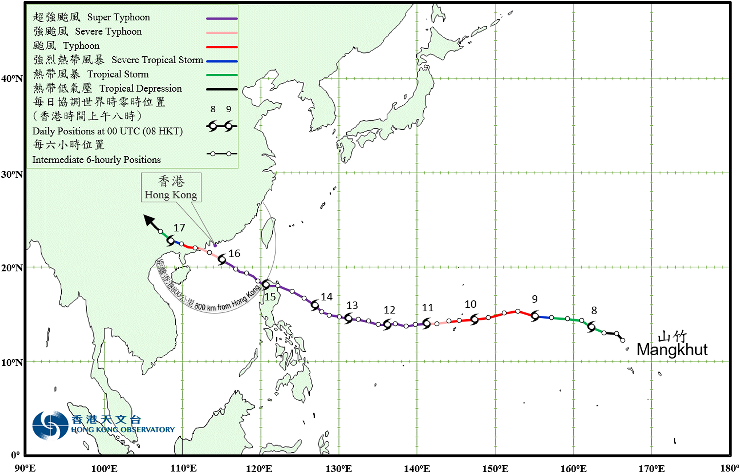 超強颱風 Super Typhoon
強颱風 Severe Typhoon
颱風 Typhoon
強烈熱帶風暴 Severe Tropical Storm
熱帶風暴 Tropical Storm
熱帶低氣壓 Tropical Depression
每日協調世界時零時位置 8 9
(香港時間上午八時)
Daily Positions at 00 UTC (08 HKT)
每六小時位置
Intermediate 6-hourly Positions
40°N
30°N
香港
Hong Kong
17
16
20°N
15
14
13
12
11
10
9
8
800 km from Hong Kong
山竹
Mangkhut
10°N
香港天文台
HONG KONG OBSERVATORY
0°
90°E
100°E
110°E
120°E
130°E
140°E
150°E
160°E
170°E
180°